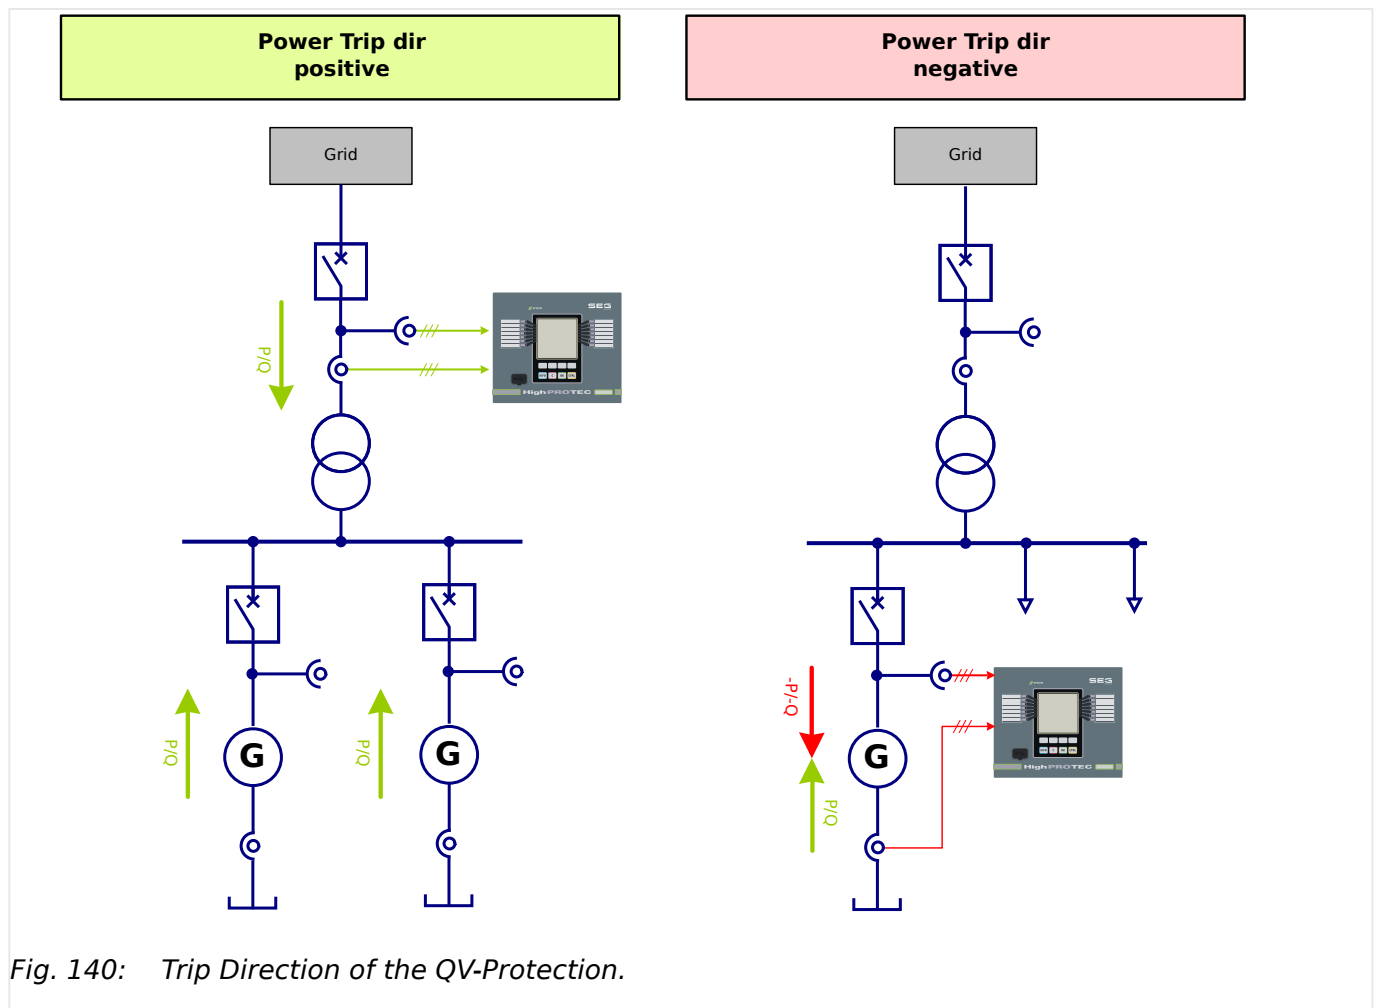 Power Trip dir
positive
Power Trip dir
negative
Grid
Grid
P/Q
SEG
HighPROTEC
P/Q
G
P/Q
G
-P/-Q
P/Q
G
SEG
HighPROTEC
Fig. 140: Trip Direction of the QV-Protection.